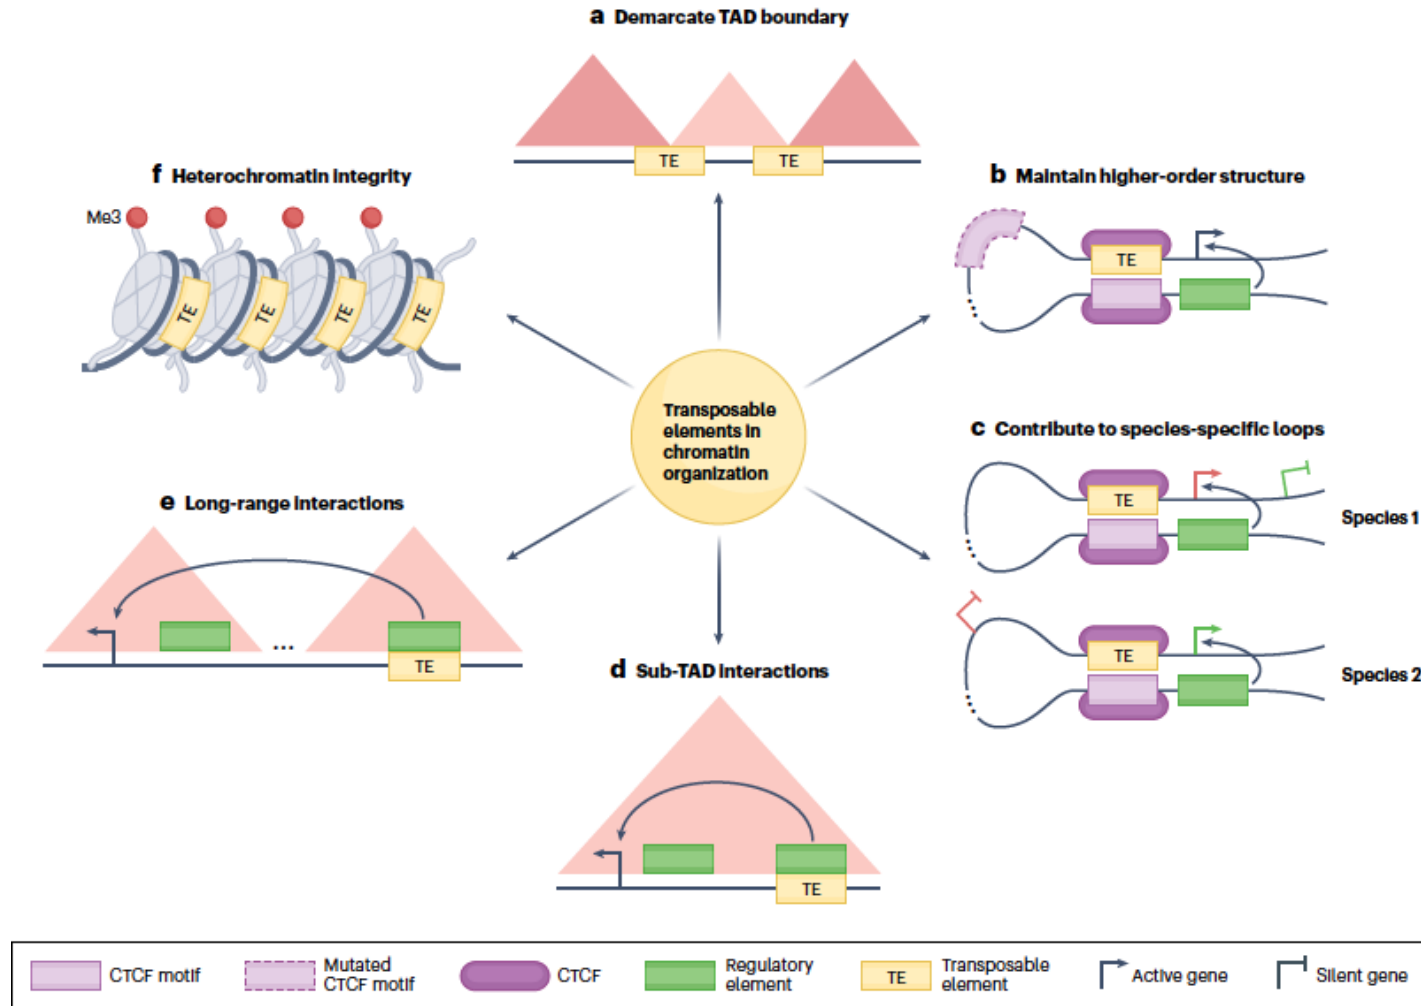 a Demarcate TAD boundary
TE
TE
f Heterochromatin integrity
Me3
TE
TE
TE
TE
b Maintain higher-order structure
TE
Transposable
elements in
chromatin
organization
c Contribute to species-specific loops
TE
Species 1
TE
Species 2
e Long-range interactions
...
TE
d Sub-TAD interactions
TE
CTCF motif
Mutated
CTCF motif
CTCF
Regulatory
element
TE
Transposable
element
Active gene
Silent gene